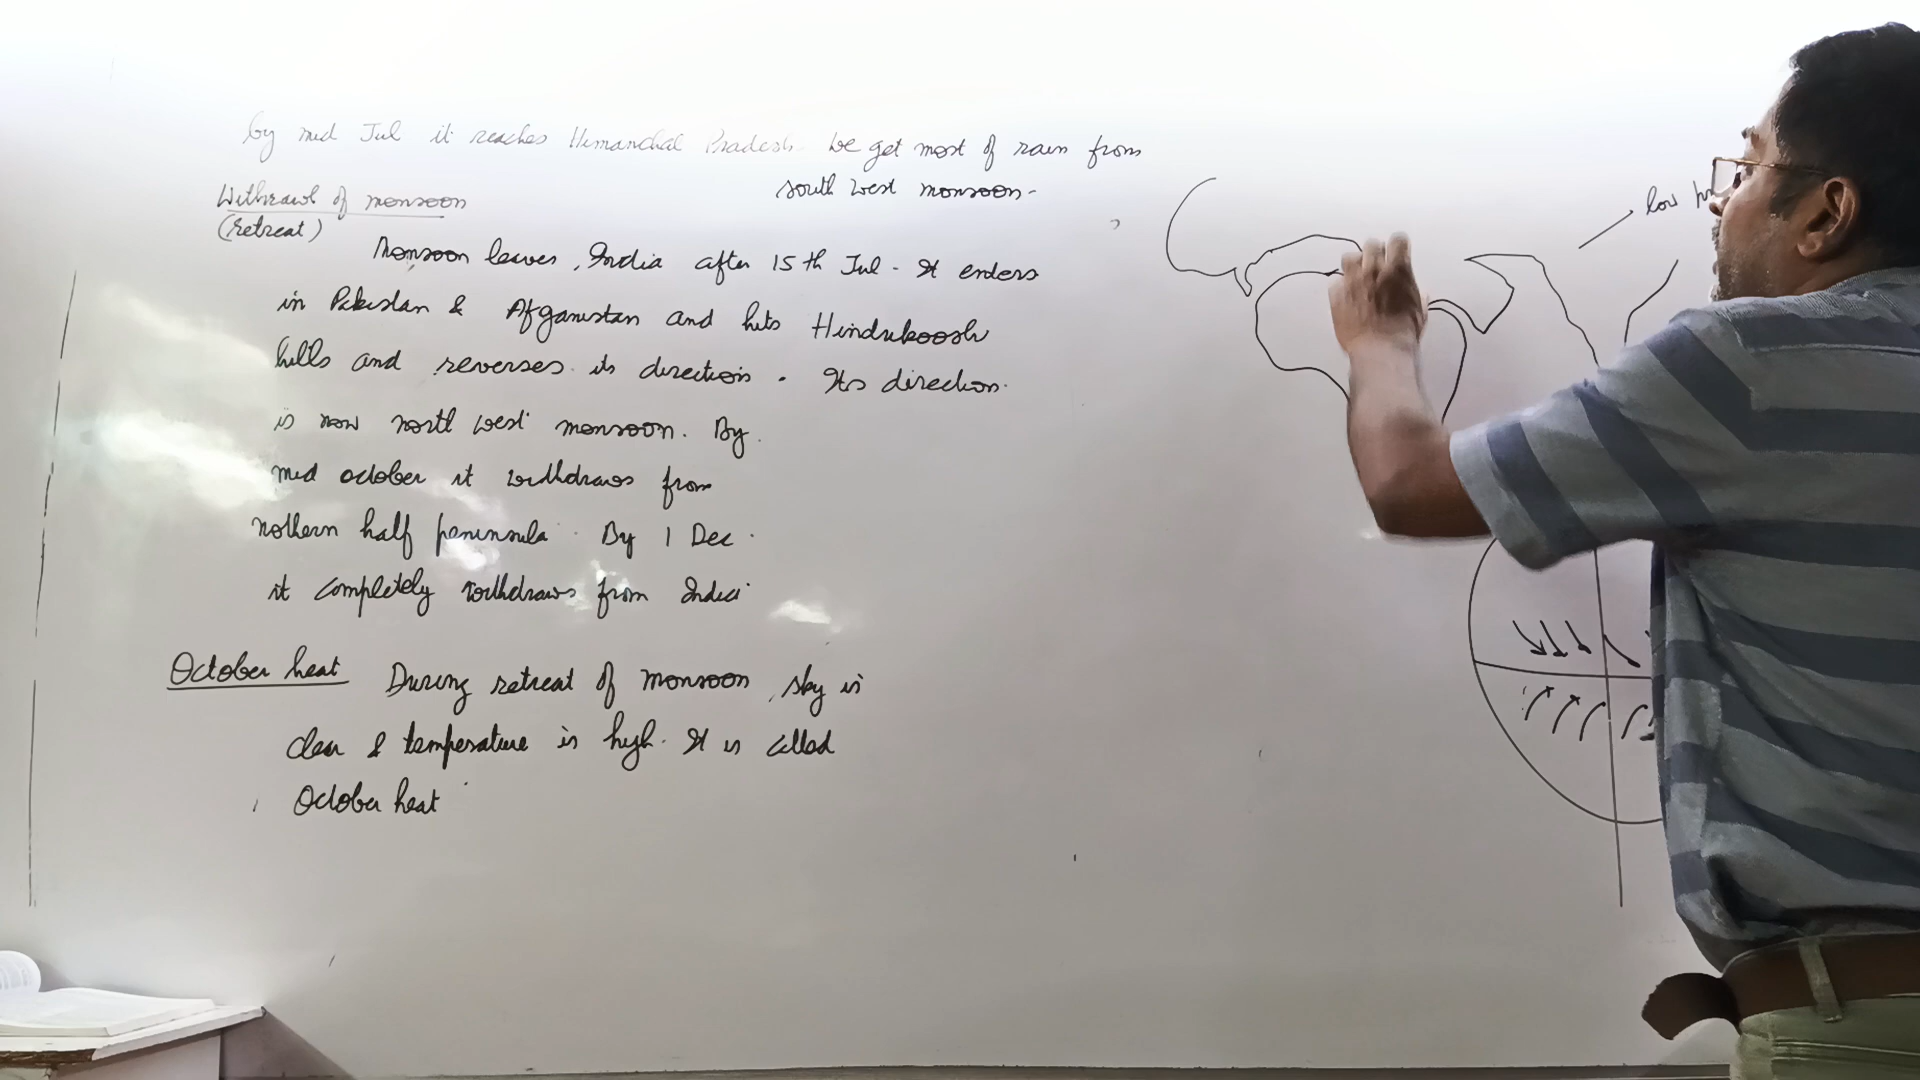 by mid Jul it reaches Himanchal Pradesh. We get most of rain from
south west monsoon-
Withrawl of monsoon
(retreat)
Monsoon leaves, India after 15th Jul - It enders
in Pakistan & Afganistan and hits Hindukoosh
hills and reverses its direction. Its direction.
is now north west monsoon. By
mid october it withdraws from
nothern half peninsula. By 1 Dec.
it completely withdraws from India
October heat During retreat of monsoon, sky is
clear & temperature is high. It is called
October heat
low